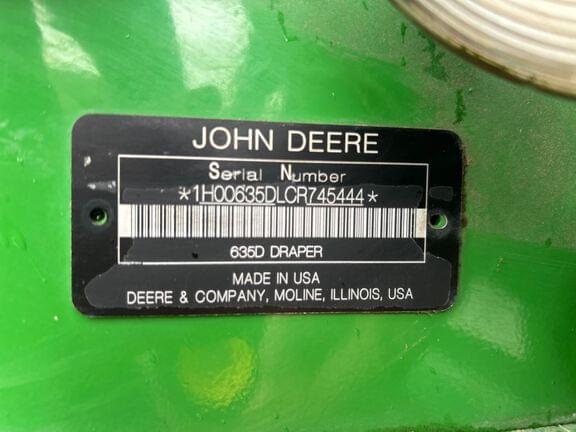 JOHN DEERE
Serial Number
*1H00635DLCR745444*
635D DRAPER
MADE IN USA
DEERE & COMPANY, MOLINE, ILLINOIS, USA